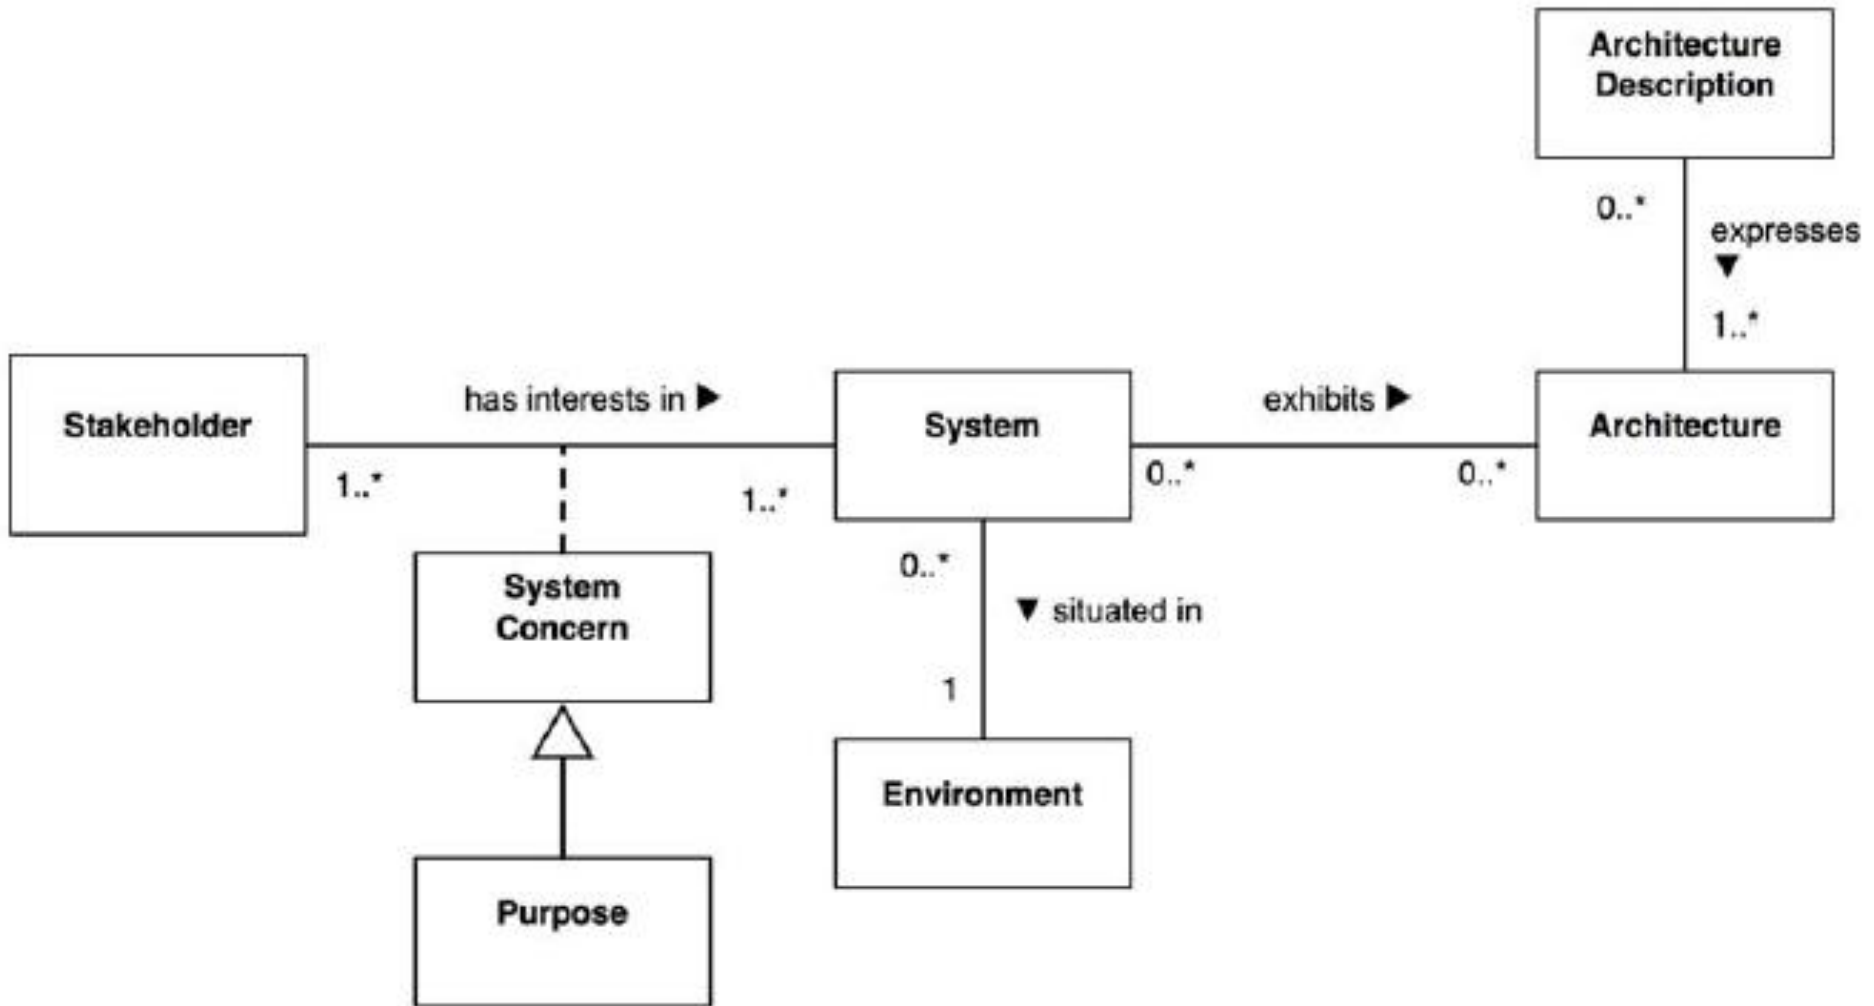 Architecture
Description
0..*
expresses
▼
1..*
Stakeholder
has interests in ►
System
exhibits ►
Architecture
1..*
1..*
0..*
0..*
System
Concern
0..*
▼ situated in
1
Environment
Purpose